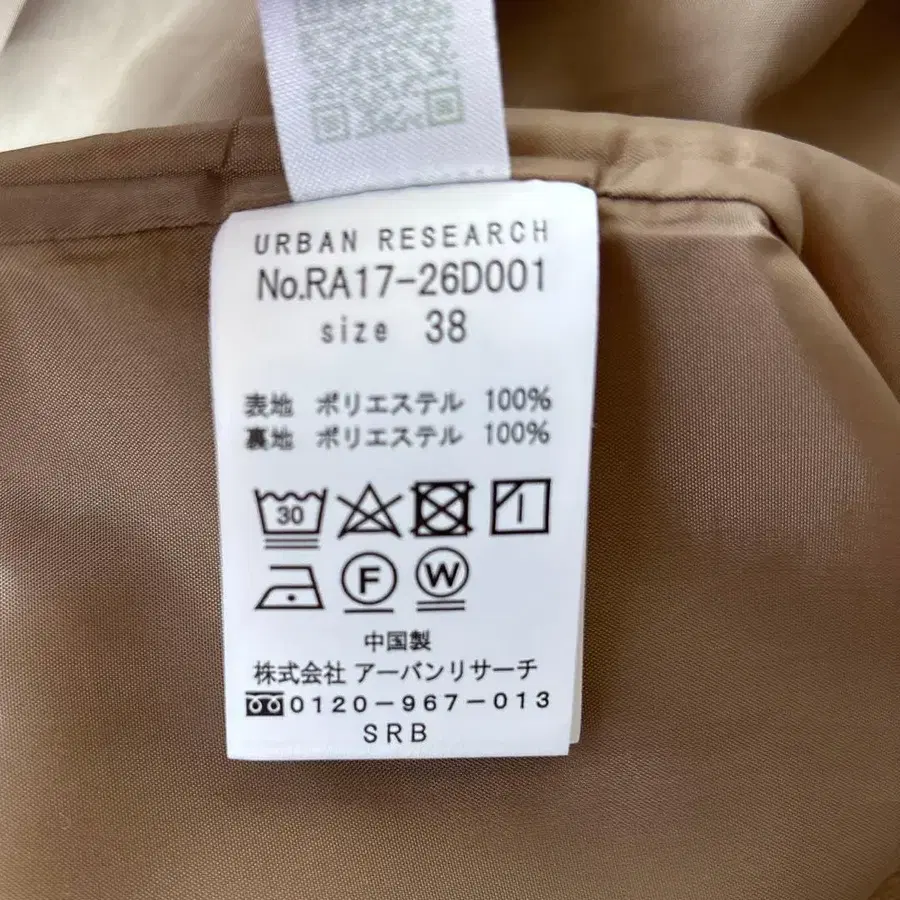 URBAN RESEARCH
No.RA17-26D001
size 38
表地 ポリエステル 100%
裏地 ポリエステル 100%
30
F W
中国製
株式会社 アーバンリサーチ
0120-967-013
SRB